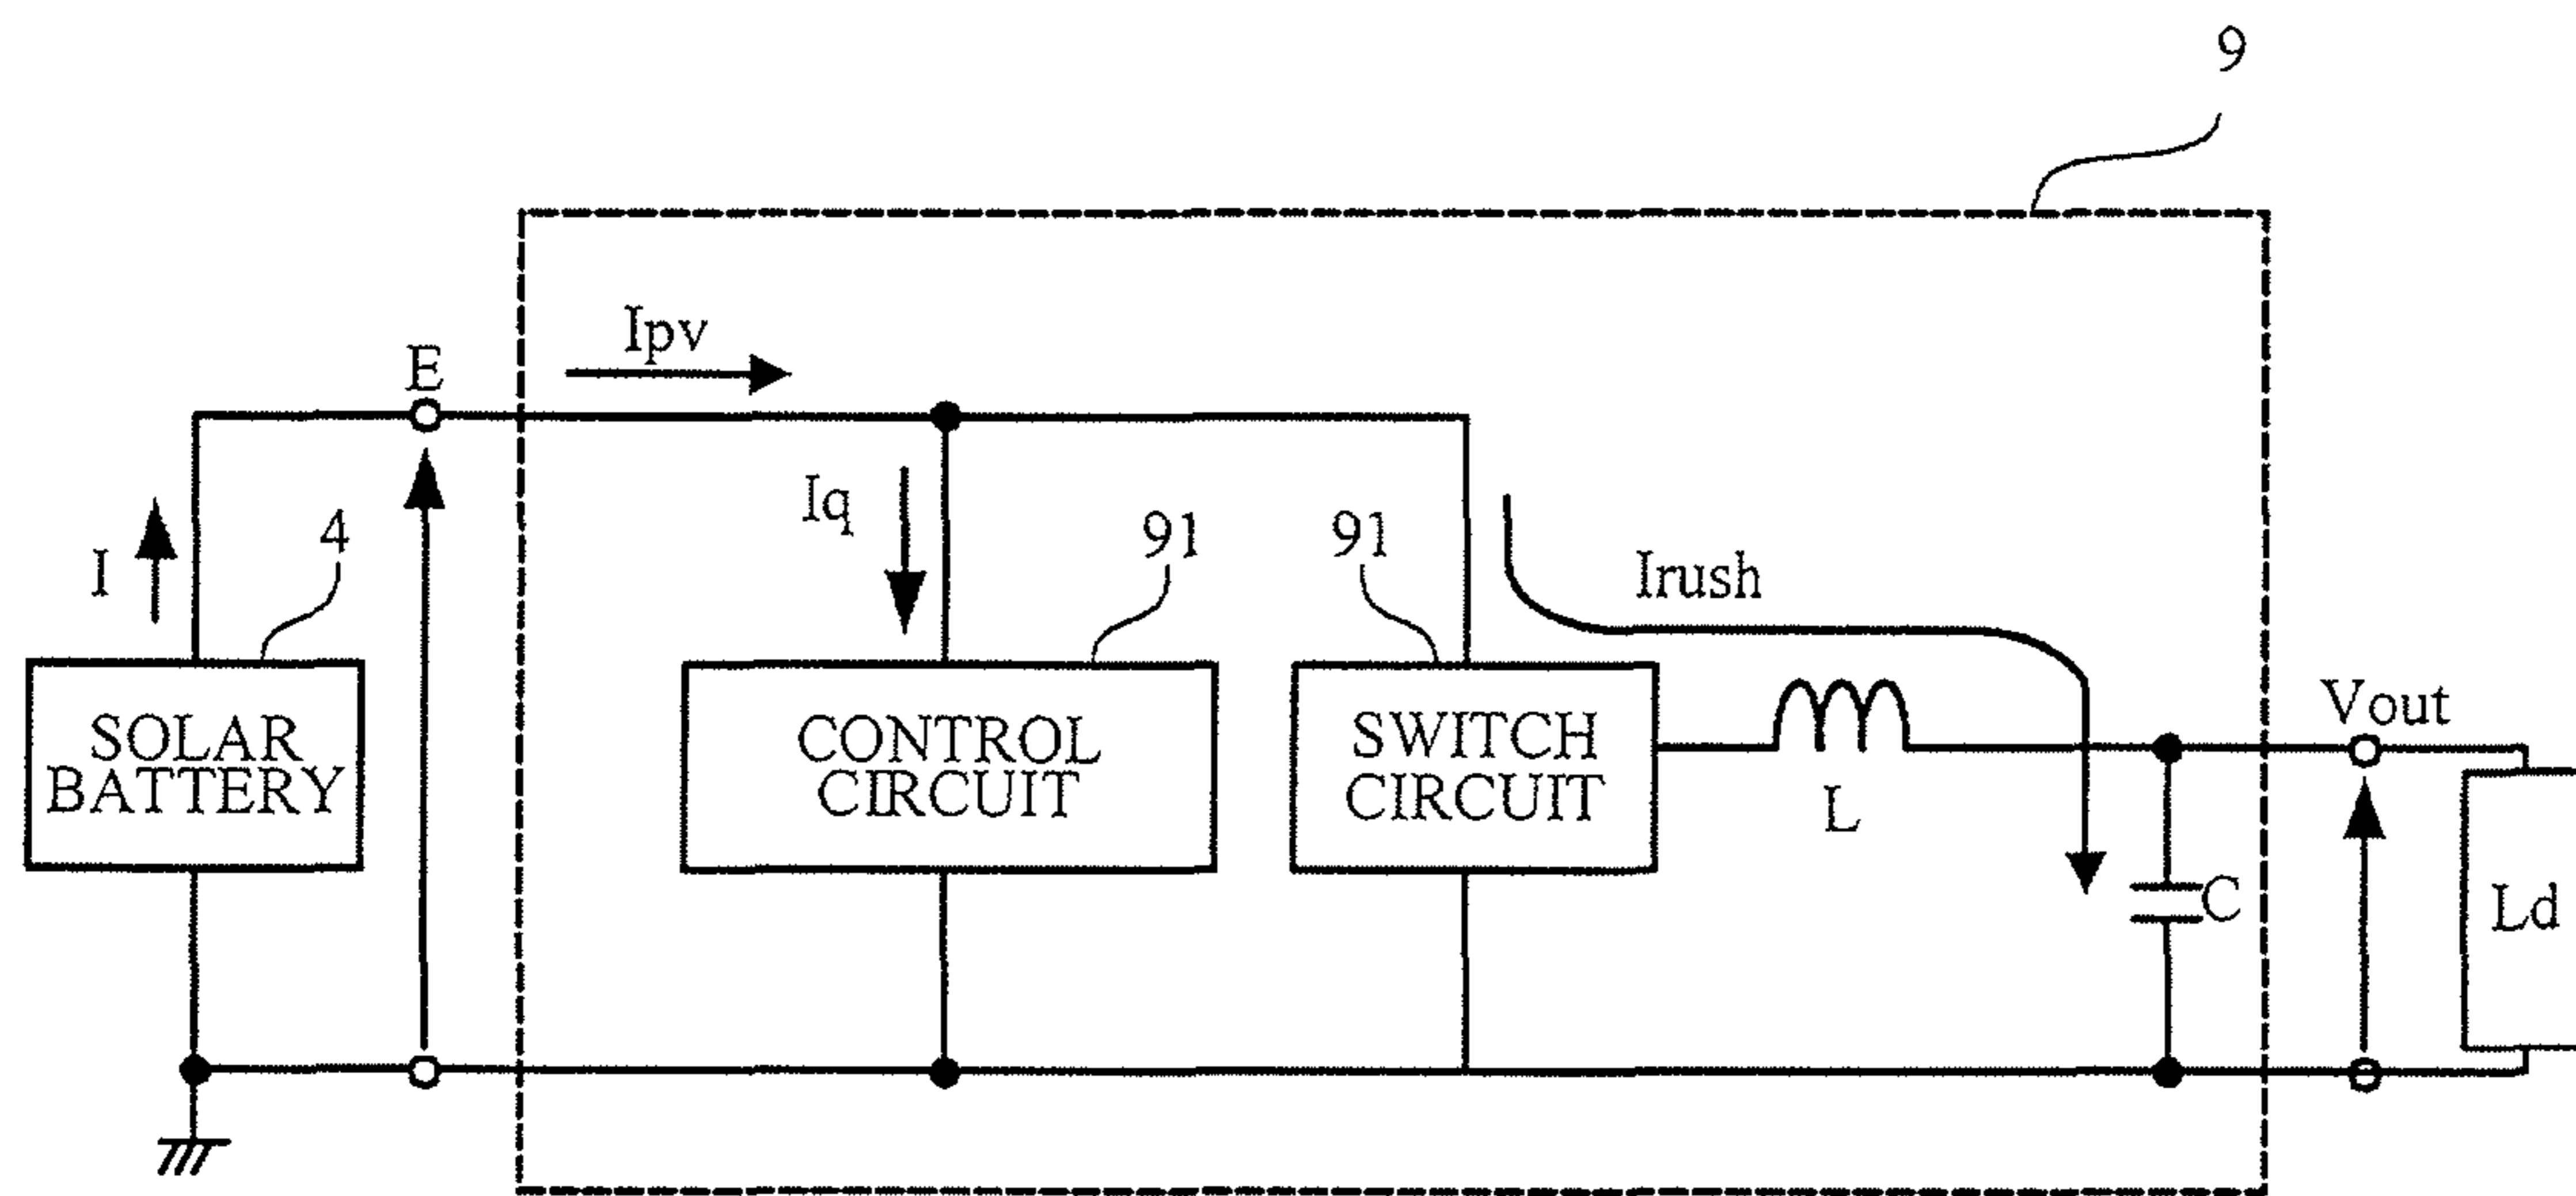 9
Ipv
E
Iq
91
91
4
I
Irush
SOLAR
BATTERY
CONTROL
CIRCUIT
SWITCH
CIRCUIT
L
Vout
C
Ld